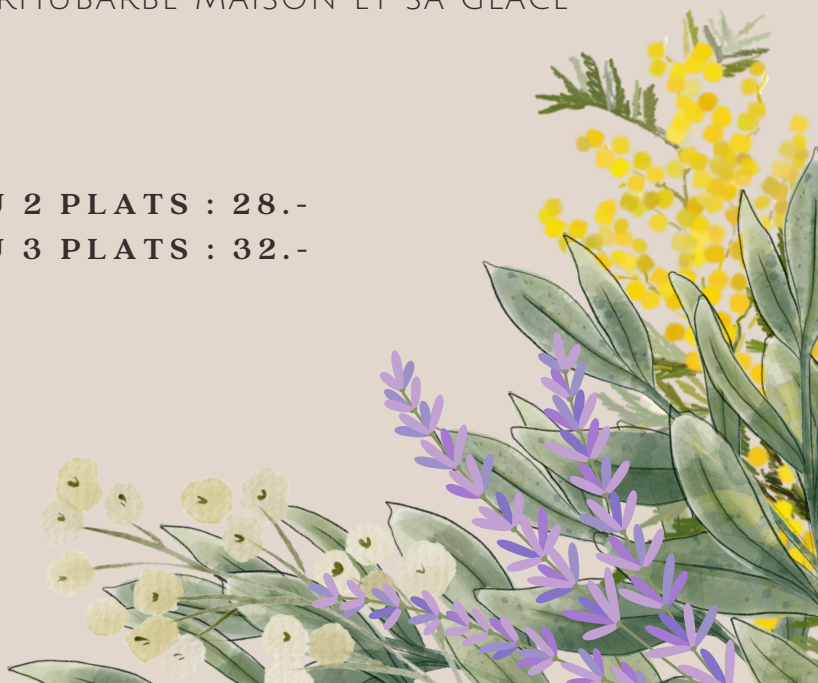 RHUBARBE MAISON ET SA GLACE
U 2 PLATS : 28.-
U 3 PLATS : 32.-